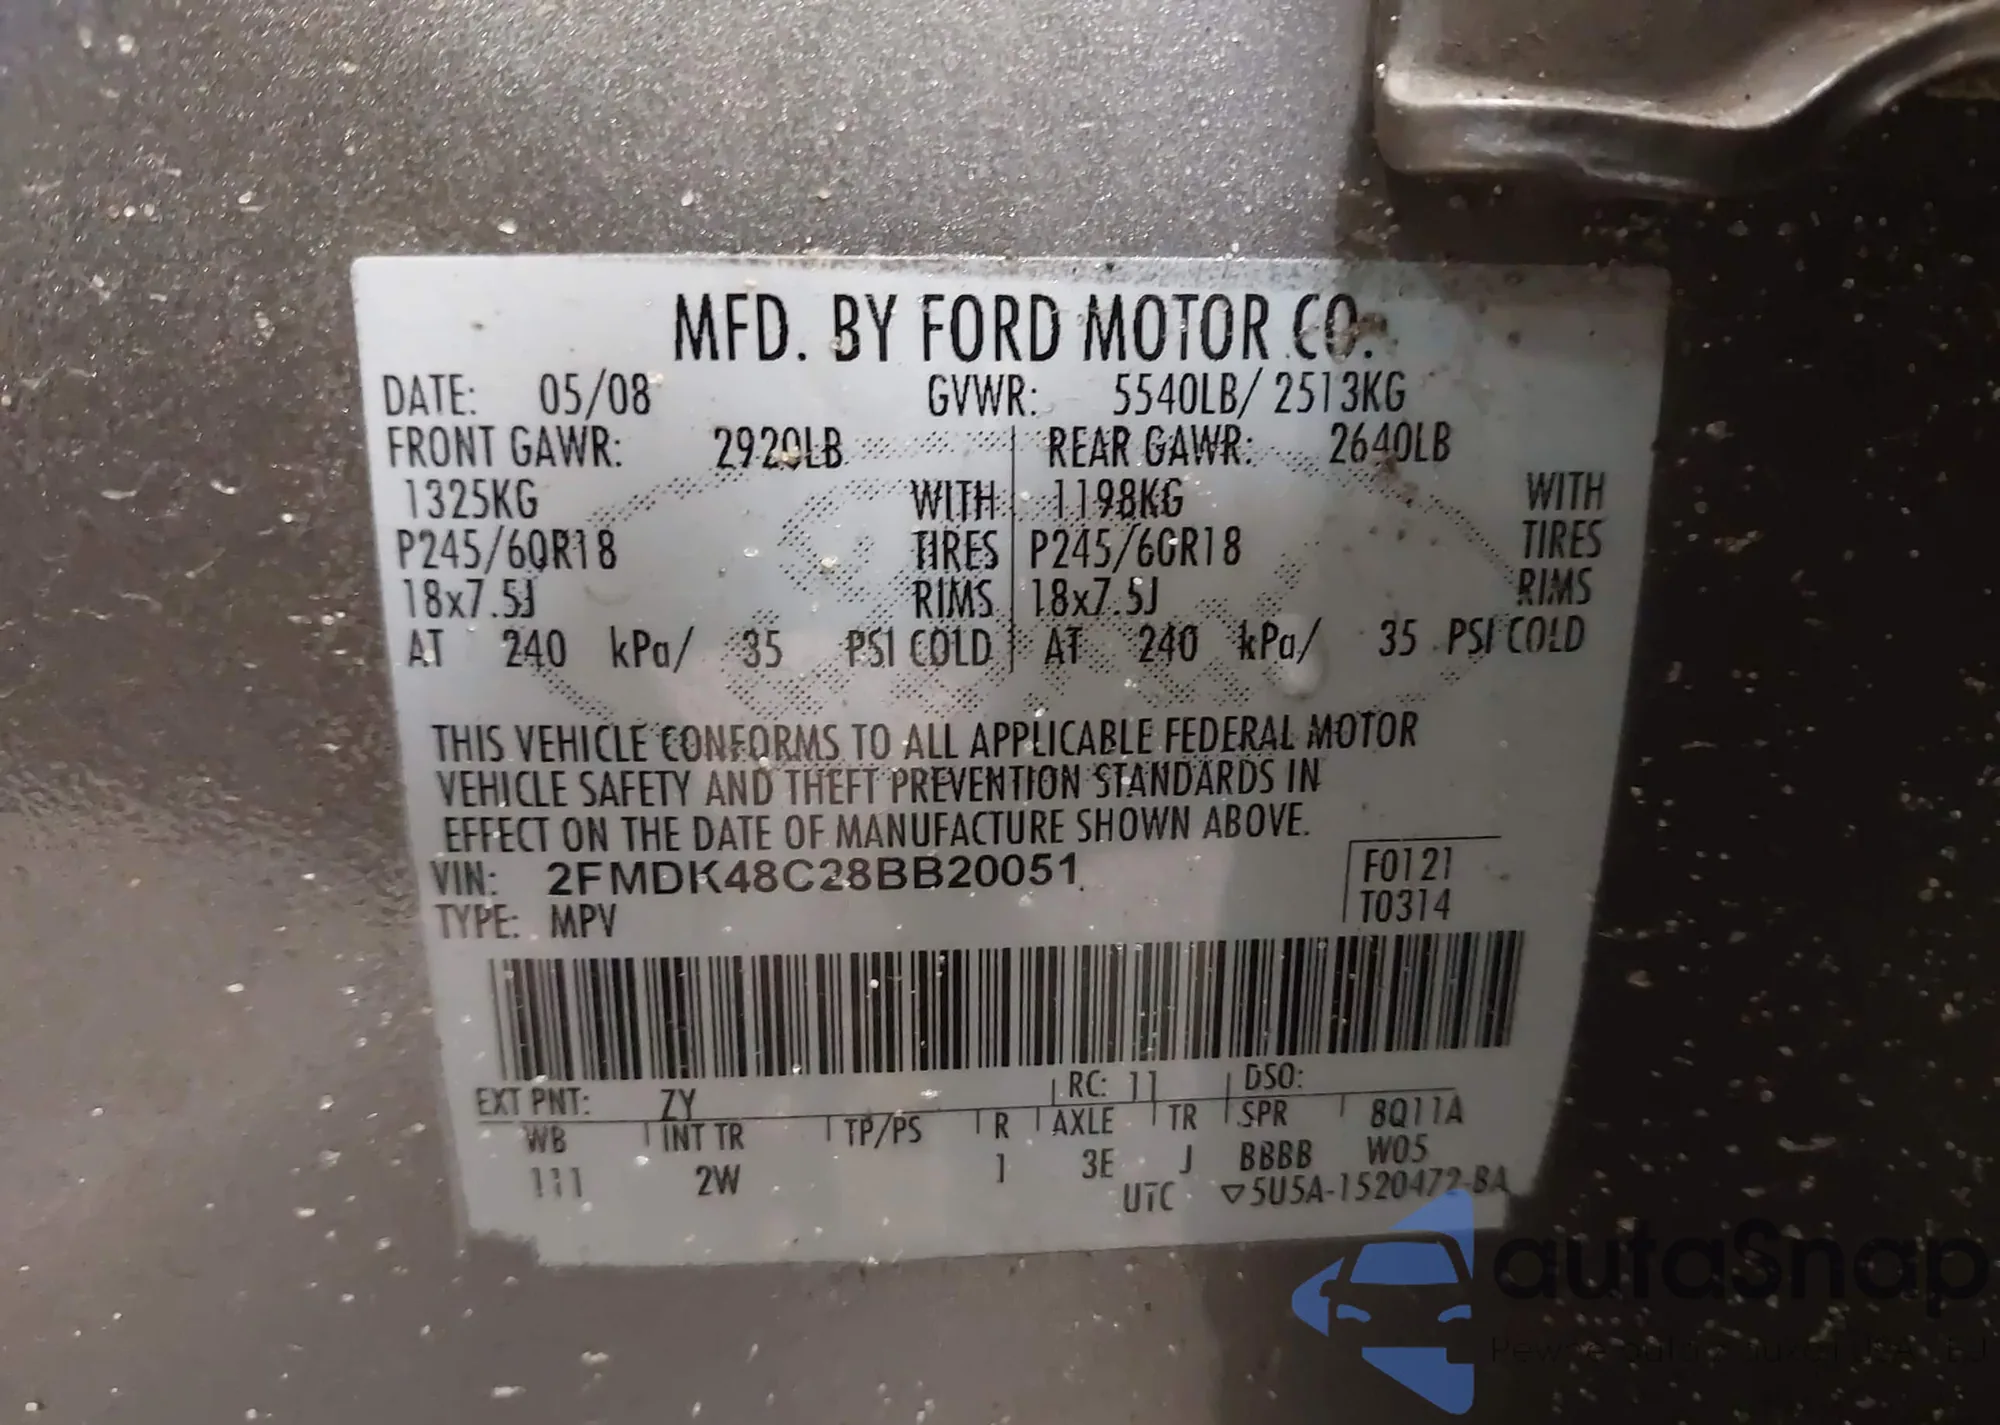 MFD. BY FORD MOTOR CO.
DATE: 05/08 GVWR: 5540LB/ 2513KG
FRONT GAWR: 2920LB REAR GAWR: 2640LB
1325KG WITH 1198KG WITH
P245/60R18 TIRES P245/60R18 TIRES
18x7.5J RIMS 18x7.5J RIMS
AT 240 kPa/ 35 PSI COLD AT 240 kPa/ 35 PSI COLD
THIS VEHICLE CONFORMS TO ALL APPLICABLE FEDERAL MOTOR
VEHICLE SAFETY AND THEFT PREVENTION STANDARDS IN
EFFECT ON THE DATE OF MANUFACTURE SHOWN ABOVE.
VIN: 2FMDK48C28BB20051 F0121
TYPE: MPV T0314
EXT PNT: ZY RC: 11 DSO:
WB INT TR TP/PS R AXLE TR SPR 8Q11A
111 2W 1 3E J BBBB W05
UTC ▽5U5A-1520472-BA
autaSnap